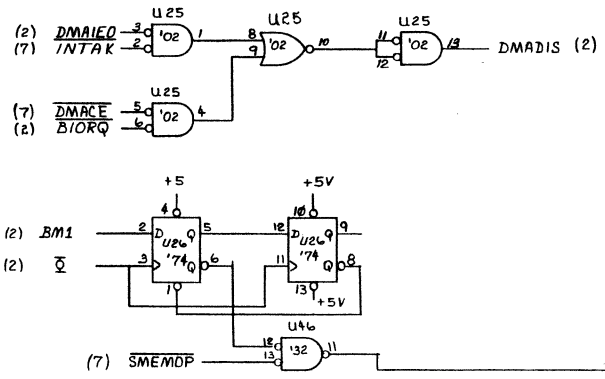 U25 U25 U25
(2) DMAIEO 3 '02 1 8 '02 10 11 '02 13 DMADIS (2)
(7) INTAK 2 9 12
U25
(7) DMACE 5 '02 4
(2) BIORQ 6
+5 +5V
4 10
(2) BM1 2 D Q 5 12 D Q 9
U26 U26
(2) Φ 3 '74 Q 6 11 '74 Q 8
1 13 +5V
U46
12 '32 11
(7) SMEMOP 13